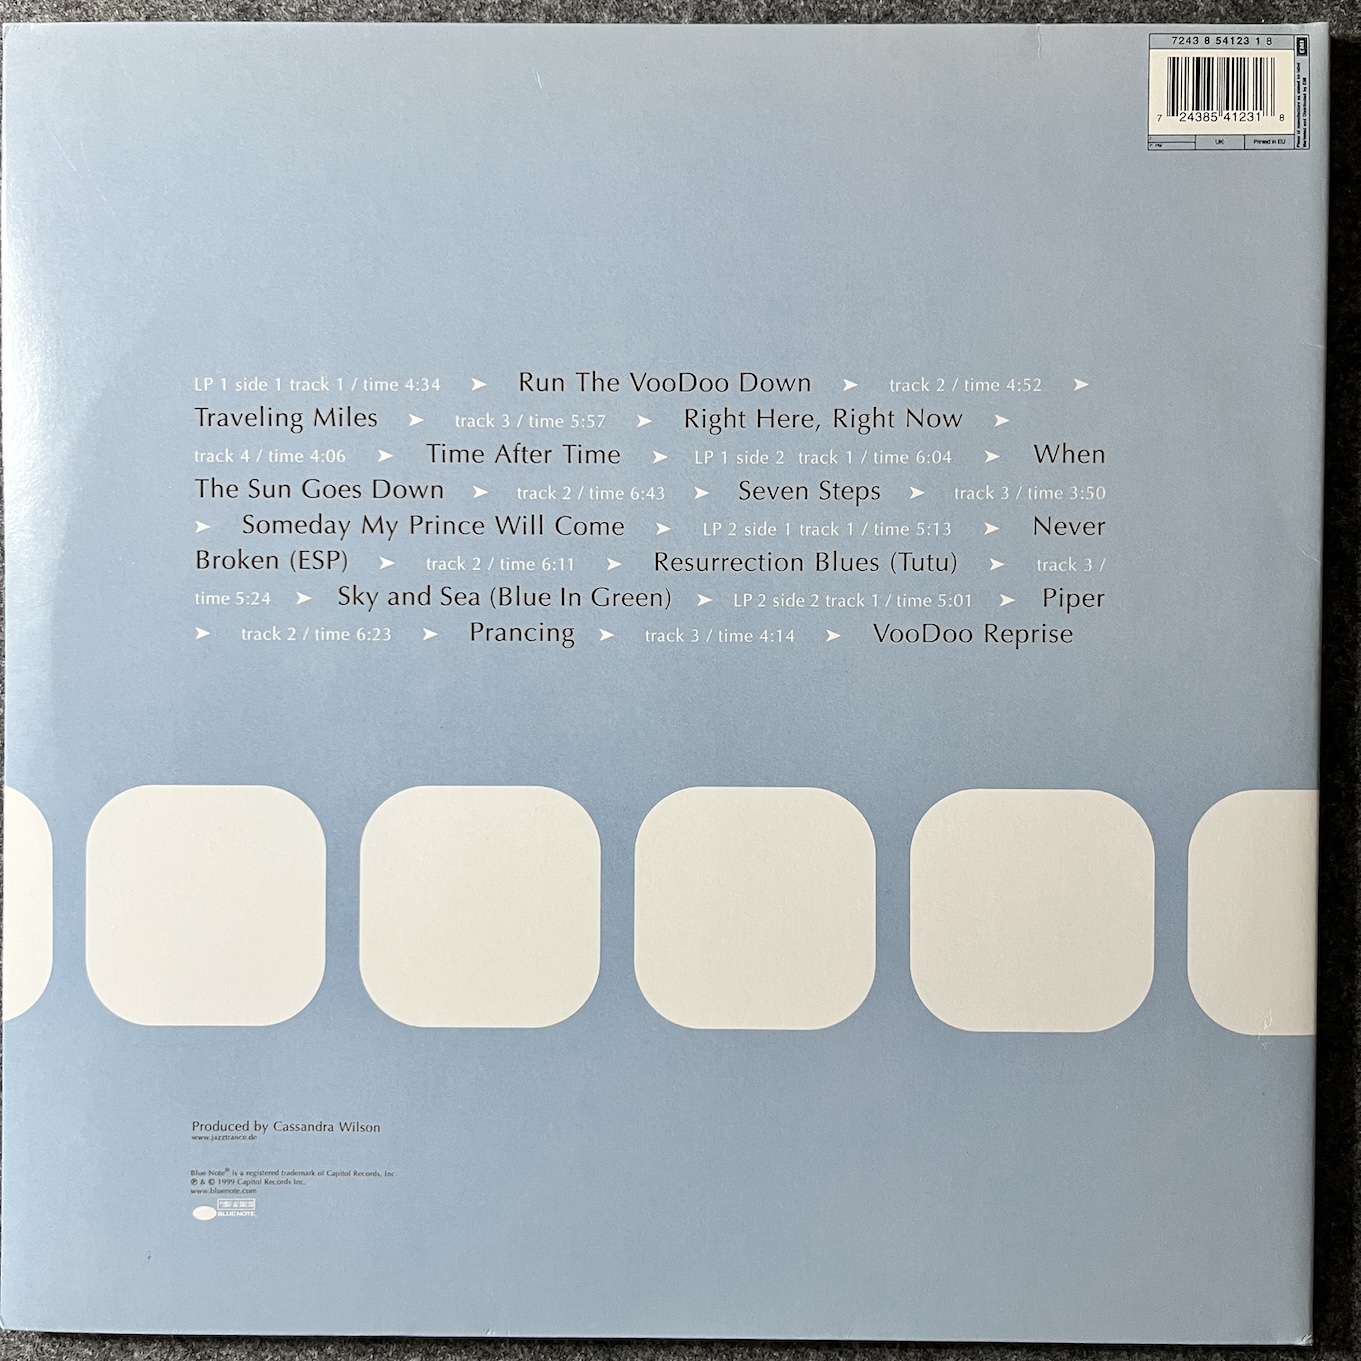 7243 8 54123 1 8
EMI
7 24385 41231 8
UK:
Printed in EU
LP 1 side 1 track 1 / time 4:34 ➤ Run The VooDoo Down ➤ track 2 / time 4:52 ➤
Traveling Miles ➤ track 3 / time 5:57 ➤ Right Here, Right Now ➤
track 4 / time 4:06 ➤ Time After Time ➤ LP 1 side 2 track 1 / time 6:04 ➤ When
The Sun Goes Down ➤ track 2 / time 6:43 ➤ Seven Steps ➤ track 3 / time 3:50
➤ Someday My Prince Will Come ➤ LP 2 side 1 track 1 / time 5:13 ➤ Never
Broken (ESP) ➤ track 2 / time 6:11 ➤ Resurrection Blues (Tutu) ➤ track 3 /
time 5:24 ➤ Sky and Sea (Blue In Green) ➤ LP 2 side 2 track 1 / time 5:01 ➤ Piper
➤ track 2 / time 6:23 ➤ Prancing ➤ track 3 / time 4:14 ➤ VooDoo Reprise
Produced by Cassandra Wilson
www.jazztrance.de
Blue Note® is a registered trademark of Capitol Records, Inc.
℗ & © 1999 Capitol Records Inc.
www.bluenote.com
BLUE NOTE